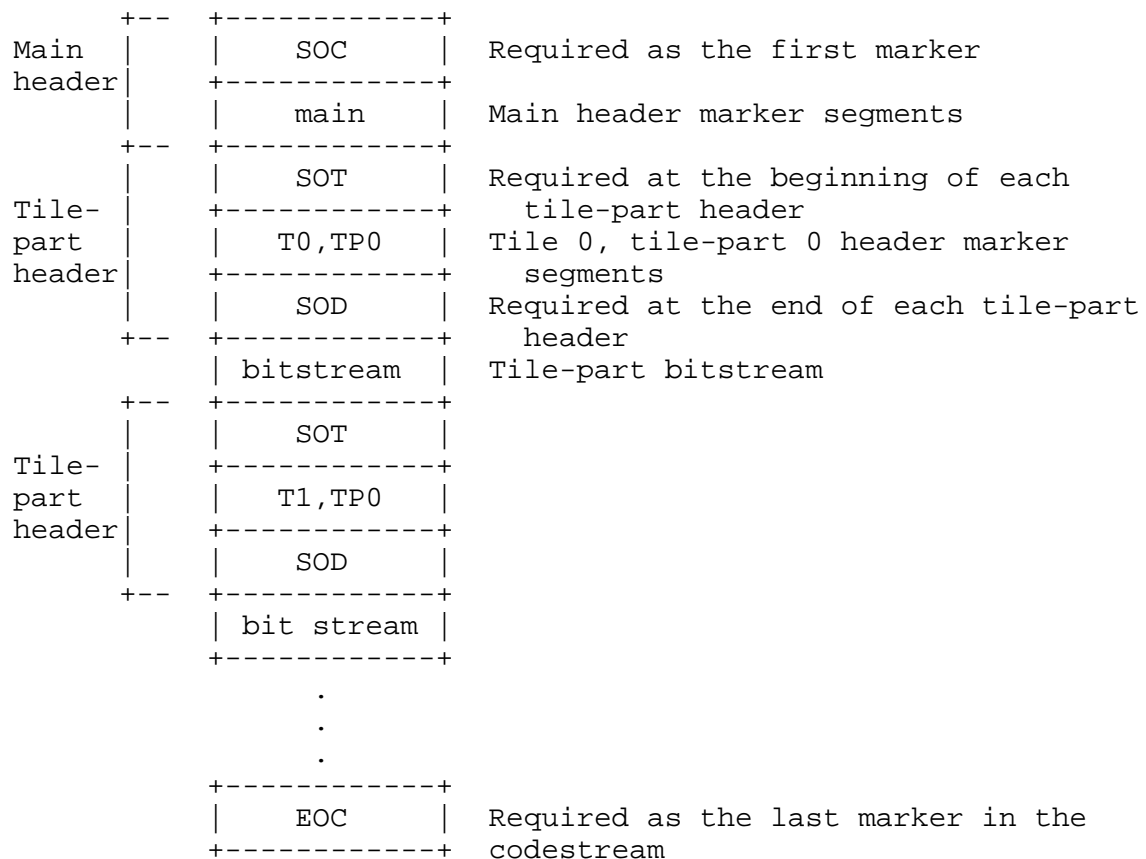 +--  +------------+
Main |    |    SOC     |  Required as the first marker
header|   +------------+
     |    |    main    |  Main header marker segments
     +--  +------------+
     |    |    SOT     |  Required at the beginning of each
Tile- |   +------------+    tile-part header
part |    |   T0,TP0   |  Tile 0, tile-part 0 header marker
header|   +------------+    segments
     |    |    SOD     |  Required at the end of each tile-part
     +--  +------------+    header
          | bitstream  |  Tile-part bitstream
     +--  +------------+
     |    |    SOT     |
Tile- |   +------------+
part |    |   T1,TP0   |
header|   +------------+
     |    |    SOD     |
     +--  +------------+
          | bit stream |
          +------------+
                .
                .
                .
          +------------+
          |    EOC     |  Required as the last marker in the
          +------------+  codestream